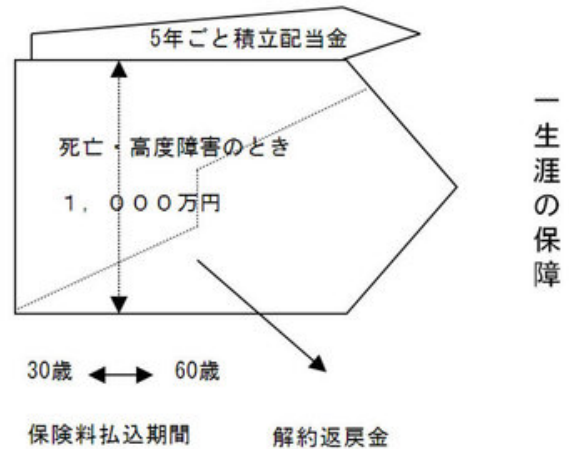 5年ごと積立配当金
死亡・高度障害のとき
１，０００万円
一生涯の保障
30歳 60歳
保険料払込期間 解約返戻金